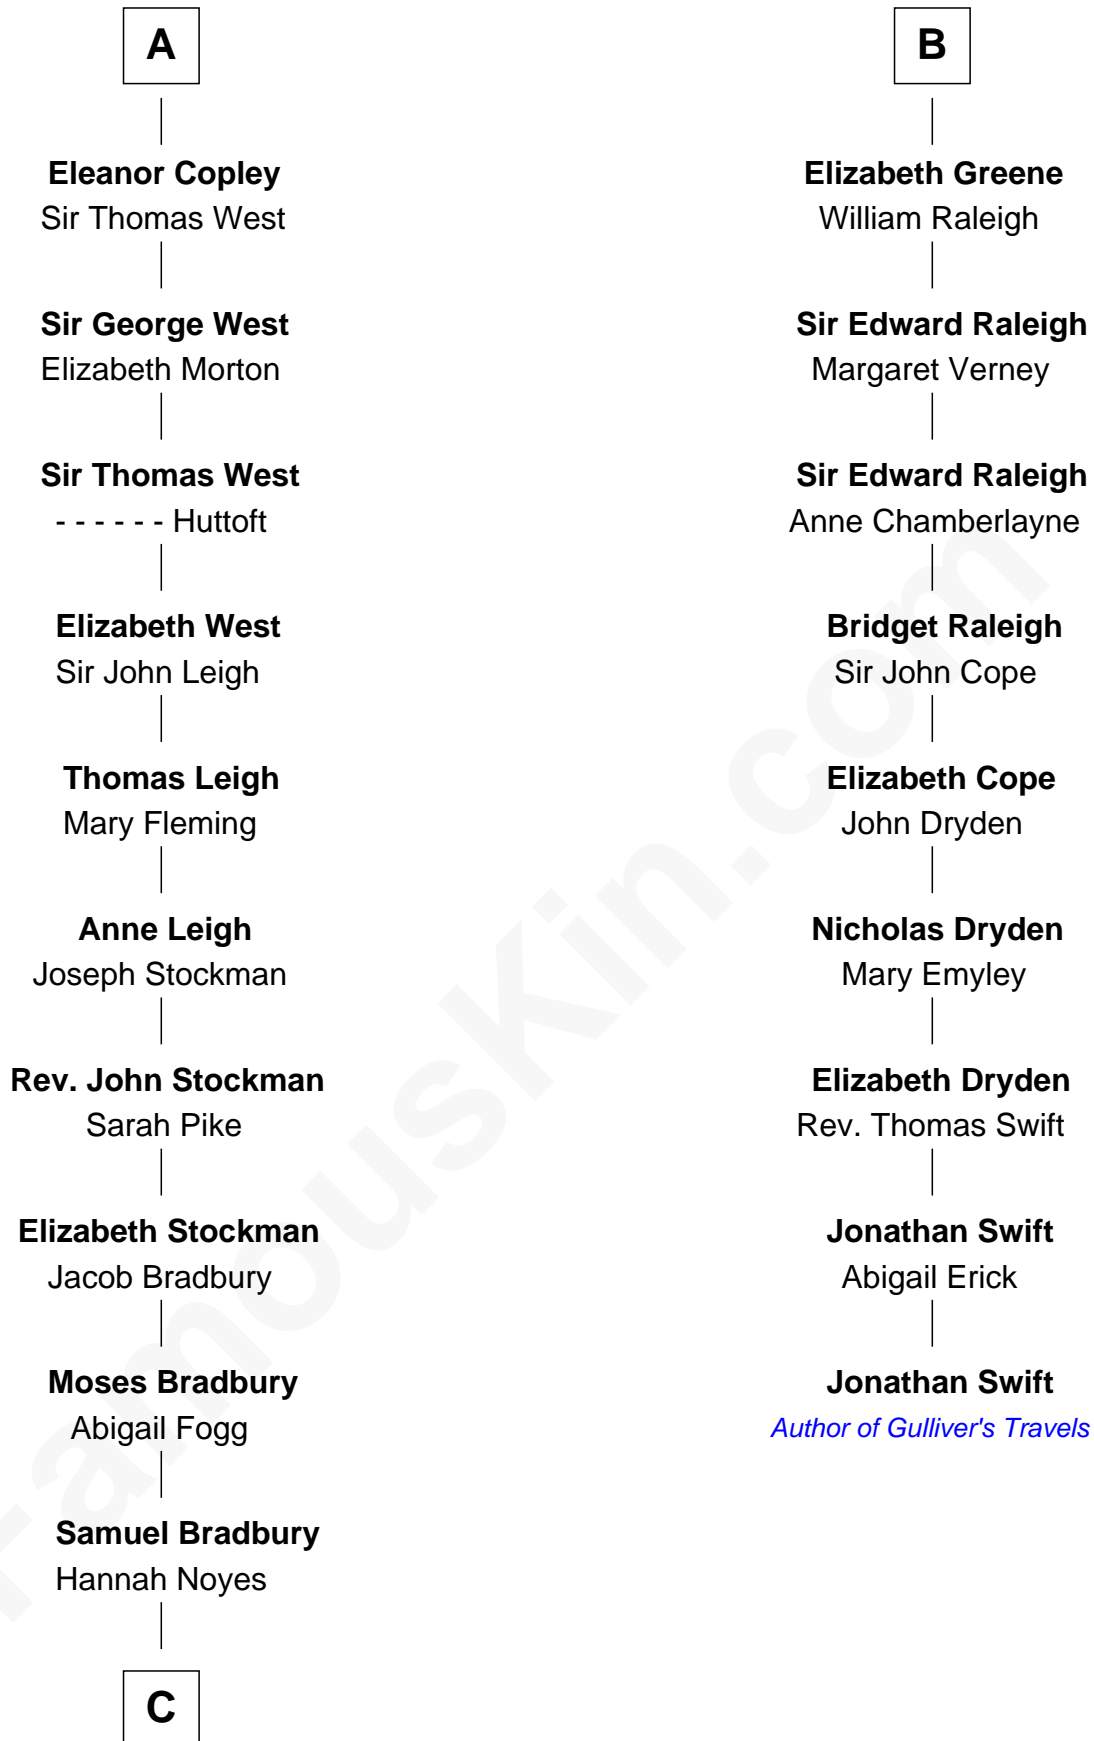 A
Eleanor Copley
Sir Thomas West
Sir George West
Elizabeth Morton
Sir Thomas West
- - - - - - Huttoft
Elizabeth West
Sir John Leigh
Thomas Leigh
Mary Fleming
Anne Leigh
Joseph Stockman
Rev. John Stockman
Sarah Pike
Elizabeth Stockman
Jacob Bradbury
Moses Bradbury
Abigail Fogg
Samuel Bradbury
Hannah Noyes
C
B
Elizabeth Greene
William Raleigh
Sir Edward Raleigh
Margaret Verney
Sir Edward Raleigh
Anne Chamberlayne
Bridget Raleigh
Sir John Cope
Elizabeth Cope
John Dryden
Nicholas Dryden
Mary Emyley
Elizabeth Dryden
Rev. Thomas Swift
Jonathan Swift
Abigail Erick
Jonathan Swift
Author of Gulliver's Travels
FamousKin.com